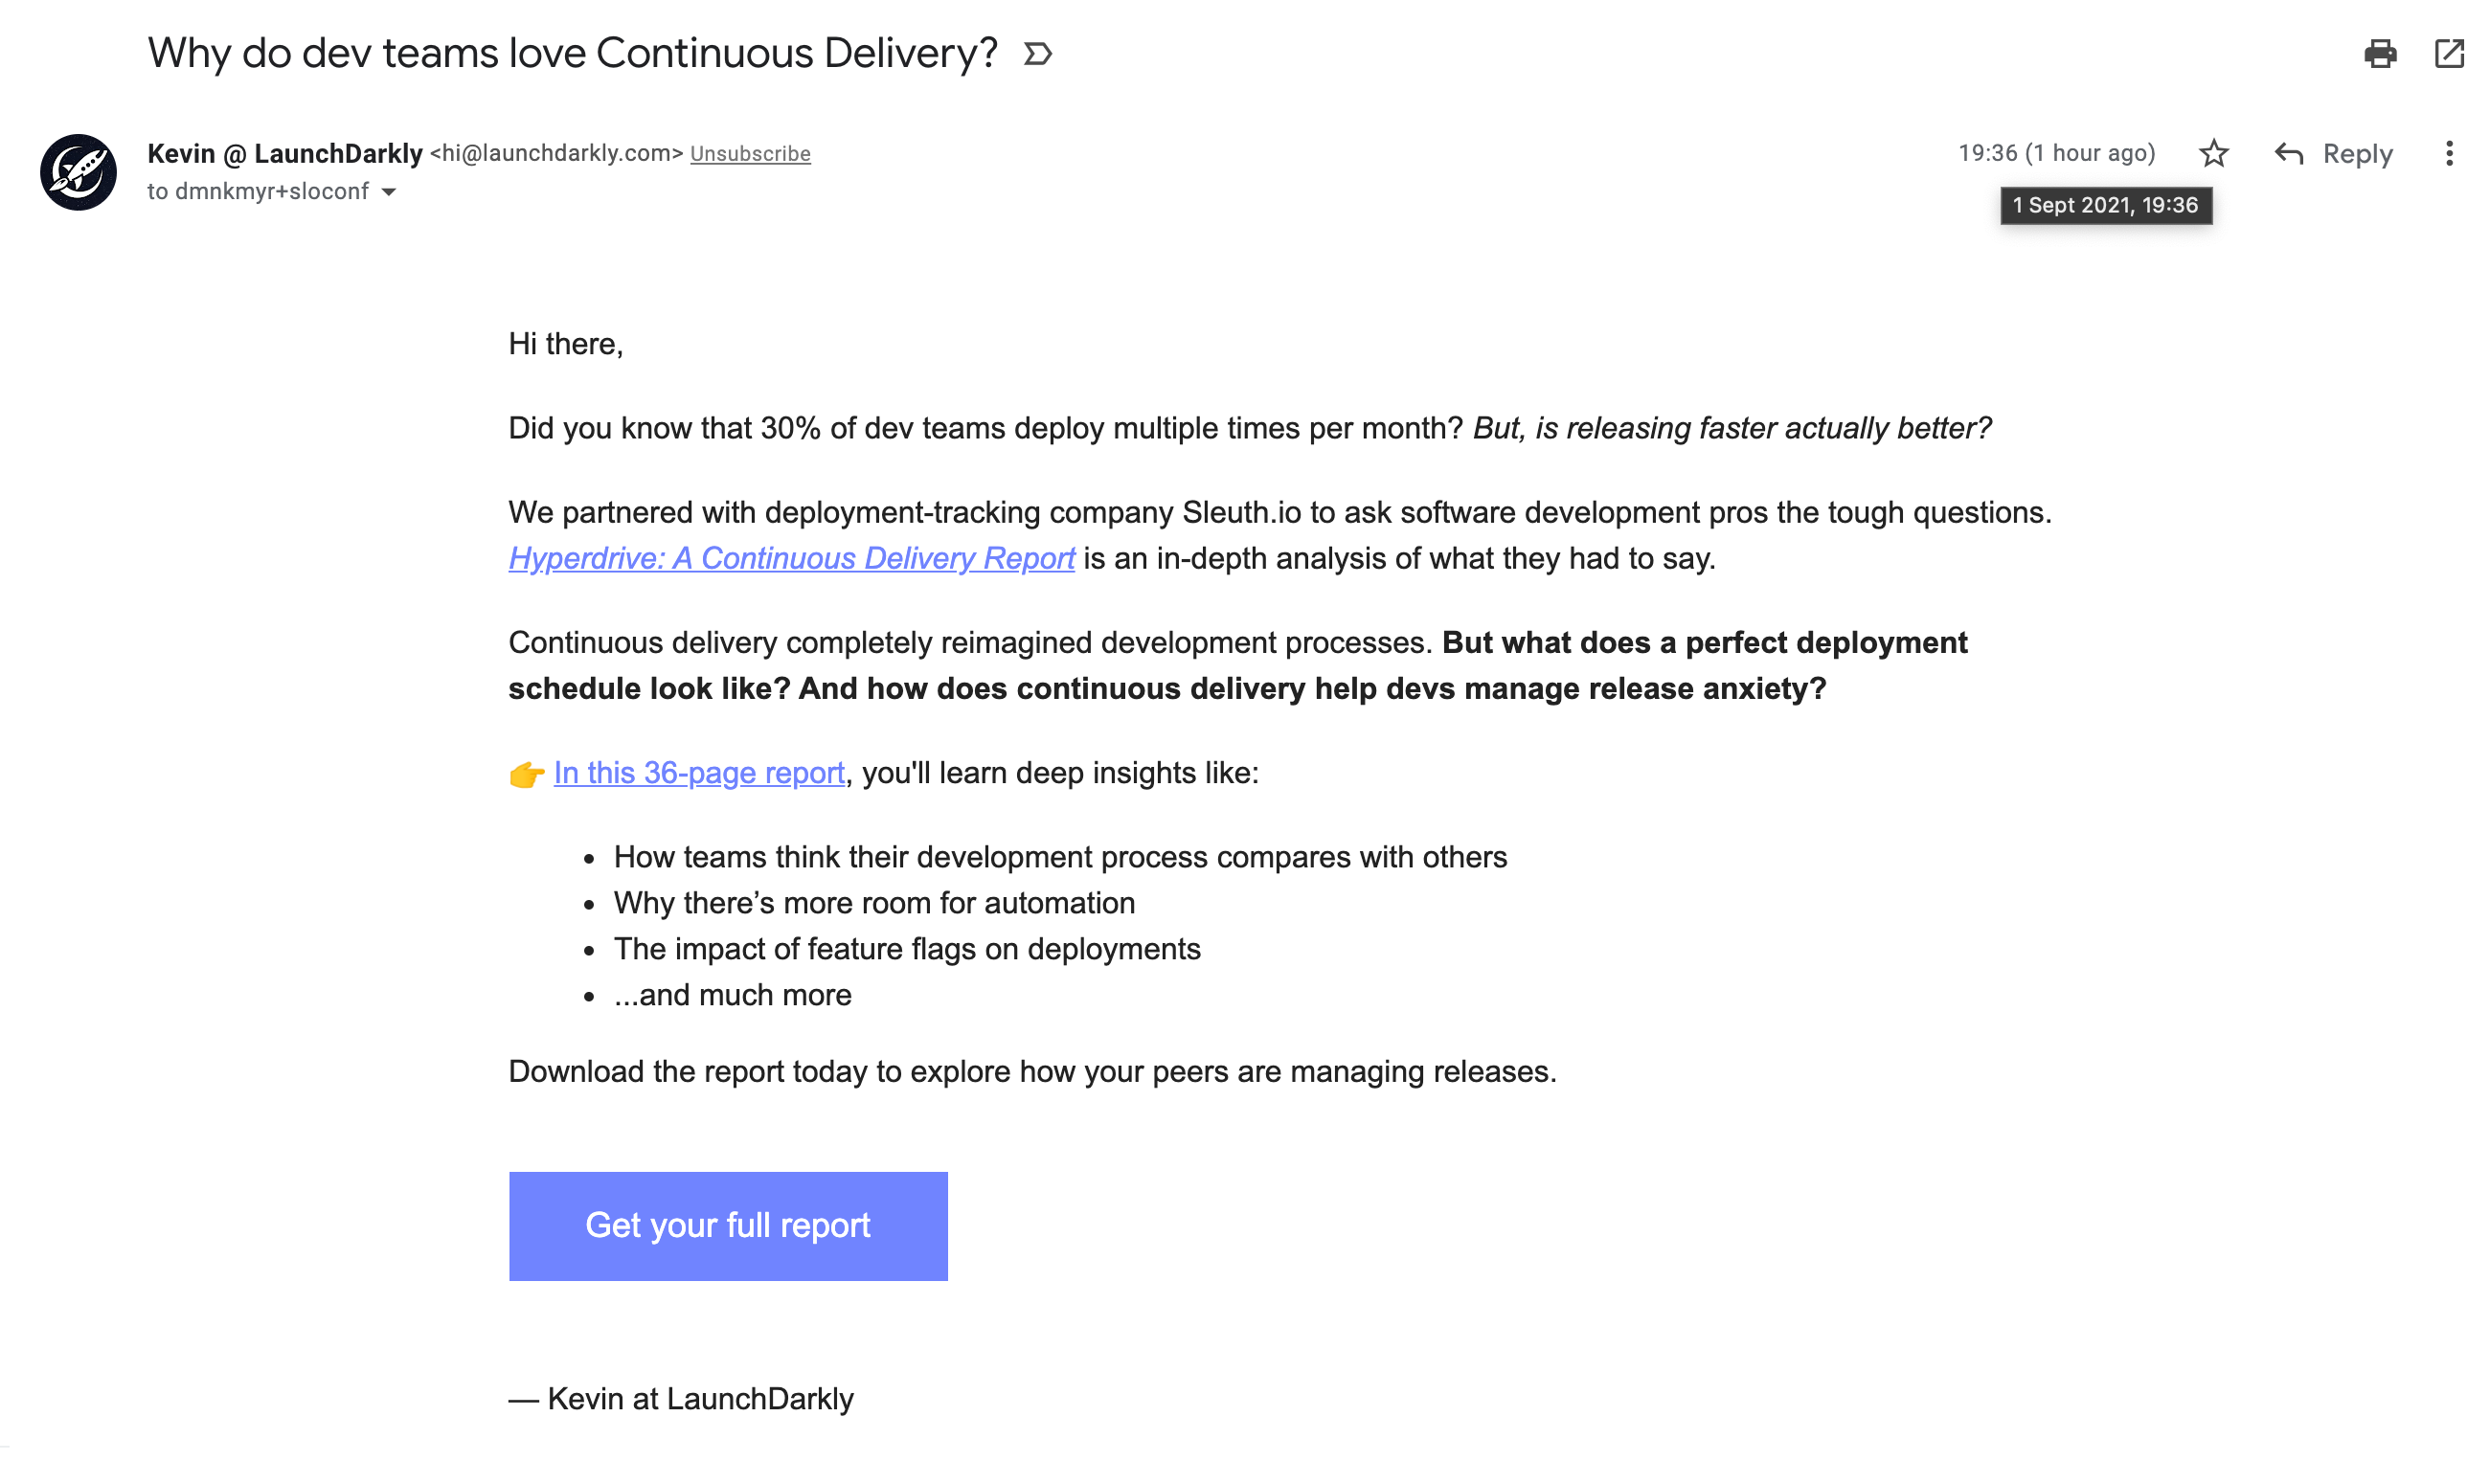 Why do dev teams love Continuous Delivery?
Kevin @ LaunchDarkly <hi@launchdarkly.com> Unsubscribe
19:36 (1 hour ago)
Reply
to dmnkmyr+sloconf
1 Sept 2021, 19:36
Hi there,
Did you know that 30% of dev teams deploy multiple times per month? But, is releasing faster actually better?
We partnered with deployment-tracking company Sleuth.io to ask software development pros the tough questions.
Hyperdrive: A Continuous Delivery Report is an in-depth analysis of what they had to say.
Continuous delivery completely reimagined development processes. But what does a perfect deployment
schedule look like? And how does continuous delivery help devs manage release anxiety?
👉 In this 36-page report, you'll learn deep insights like:
• How teams think their development process compares with others
• Why there’s more room for automation
• The impact of feature flags on deployments
• ...and much more
Download the report today to explore how your peers are managing releases.
Get your full report
— Kevin at LaunchDarkly